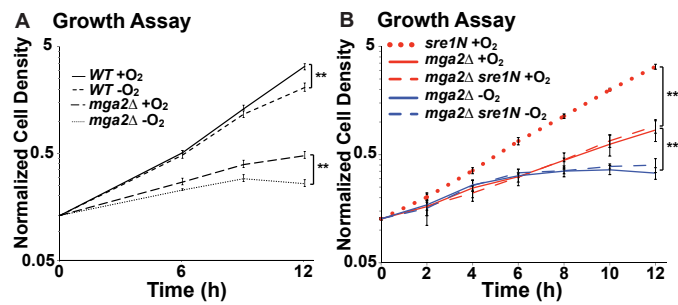 A Growth Assay
Normalized Cell Density
5
0.5
0.05
WT +O₂
WT -O₂
mga2Δ +O₂
mga2Δ -O₂
**
**
0 6 9 12
Time (h)
B Growth Assay
Normalized Cell Density
5
0.5
0.05
sre1N +O₂
mga2Δ +O₂
mga2Δ sre1N +O₂
mga2Δ -O₂
mga2Δ sre1N -O₂
**
**
0 2 4 6 8 10 12
Time (h)